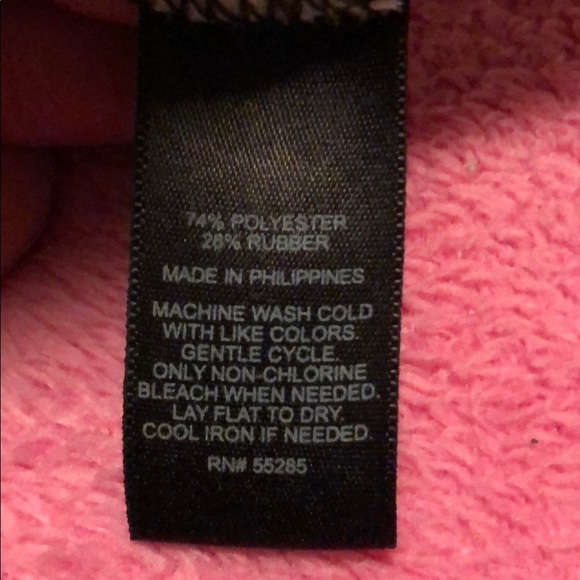 74% POLYESTER
26% RUBBER
MADE IN PHILIPPINES
MACHINE WASH COLD
WITH LIKE COLORS.
GENTLE CYCLE.
ONLY NON-CHLORINE
BLEACH WHEN NEEDED.
LAY FLAT TO DRY.
COOL IRON IF NEEDED.
RN# 55285